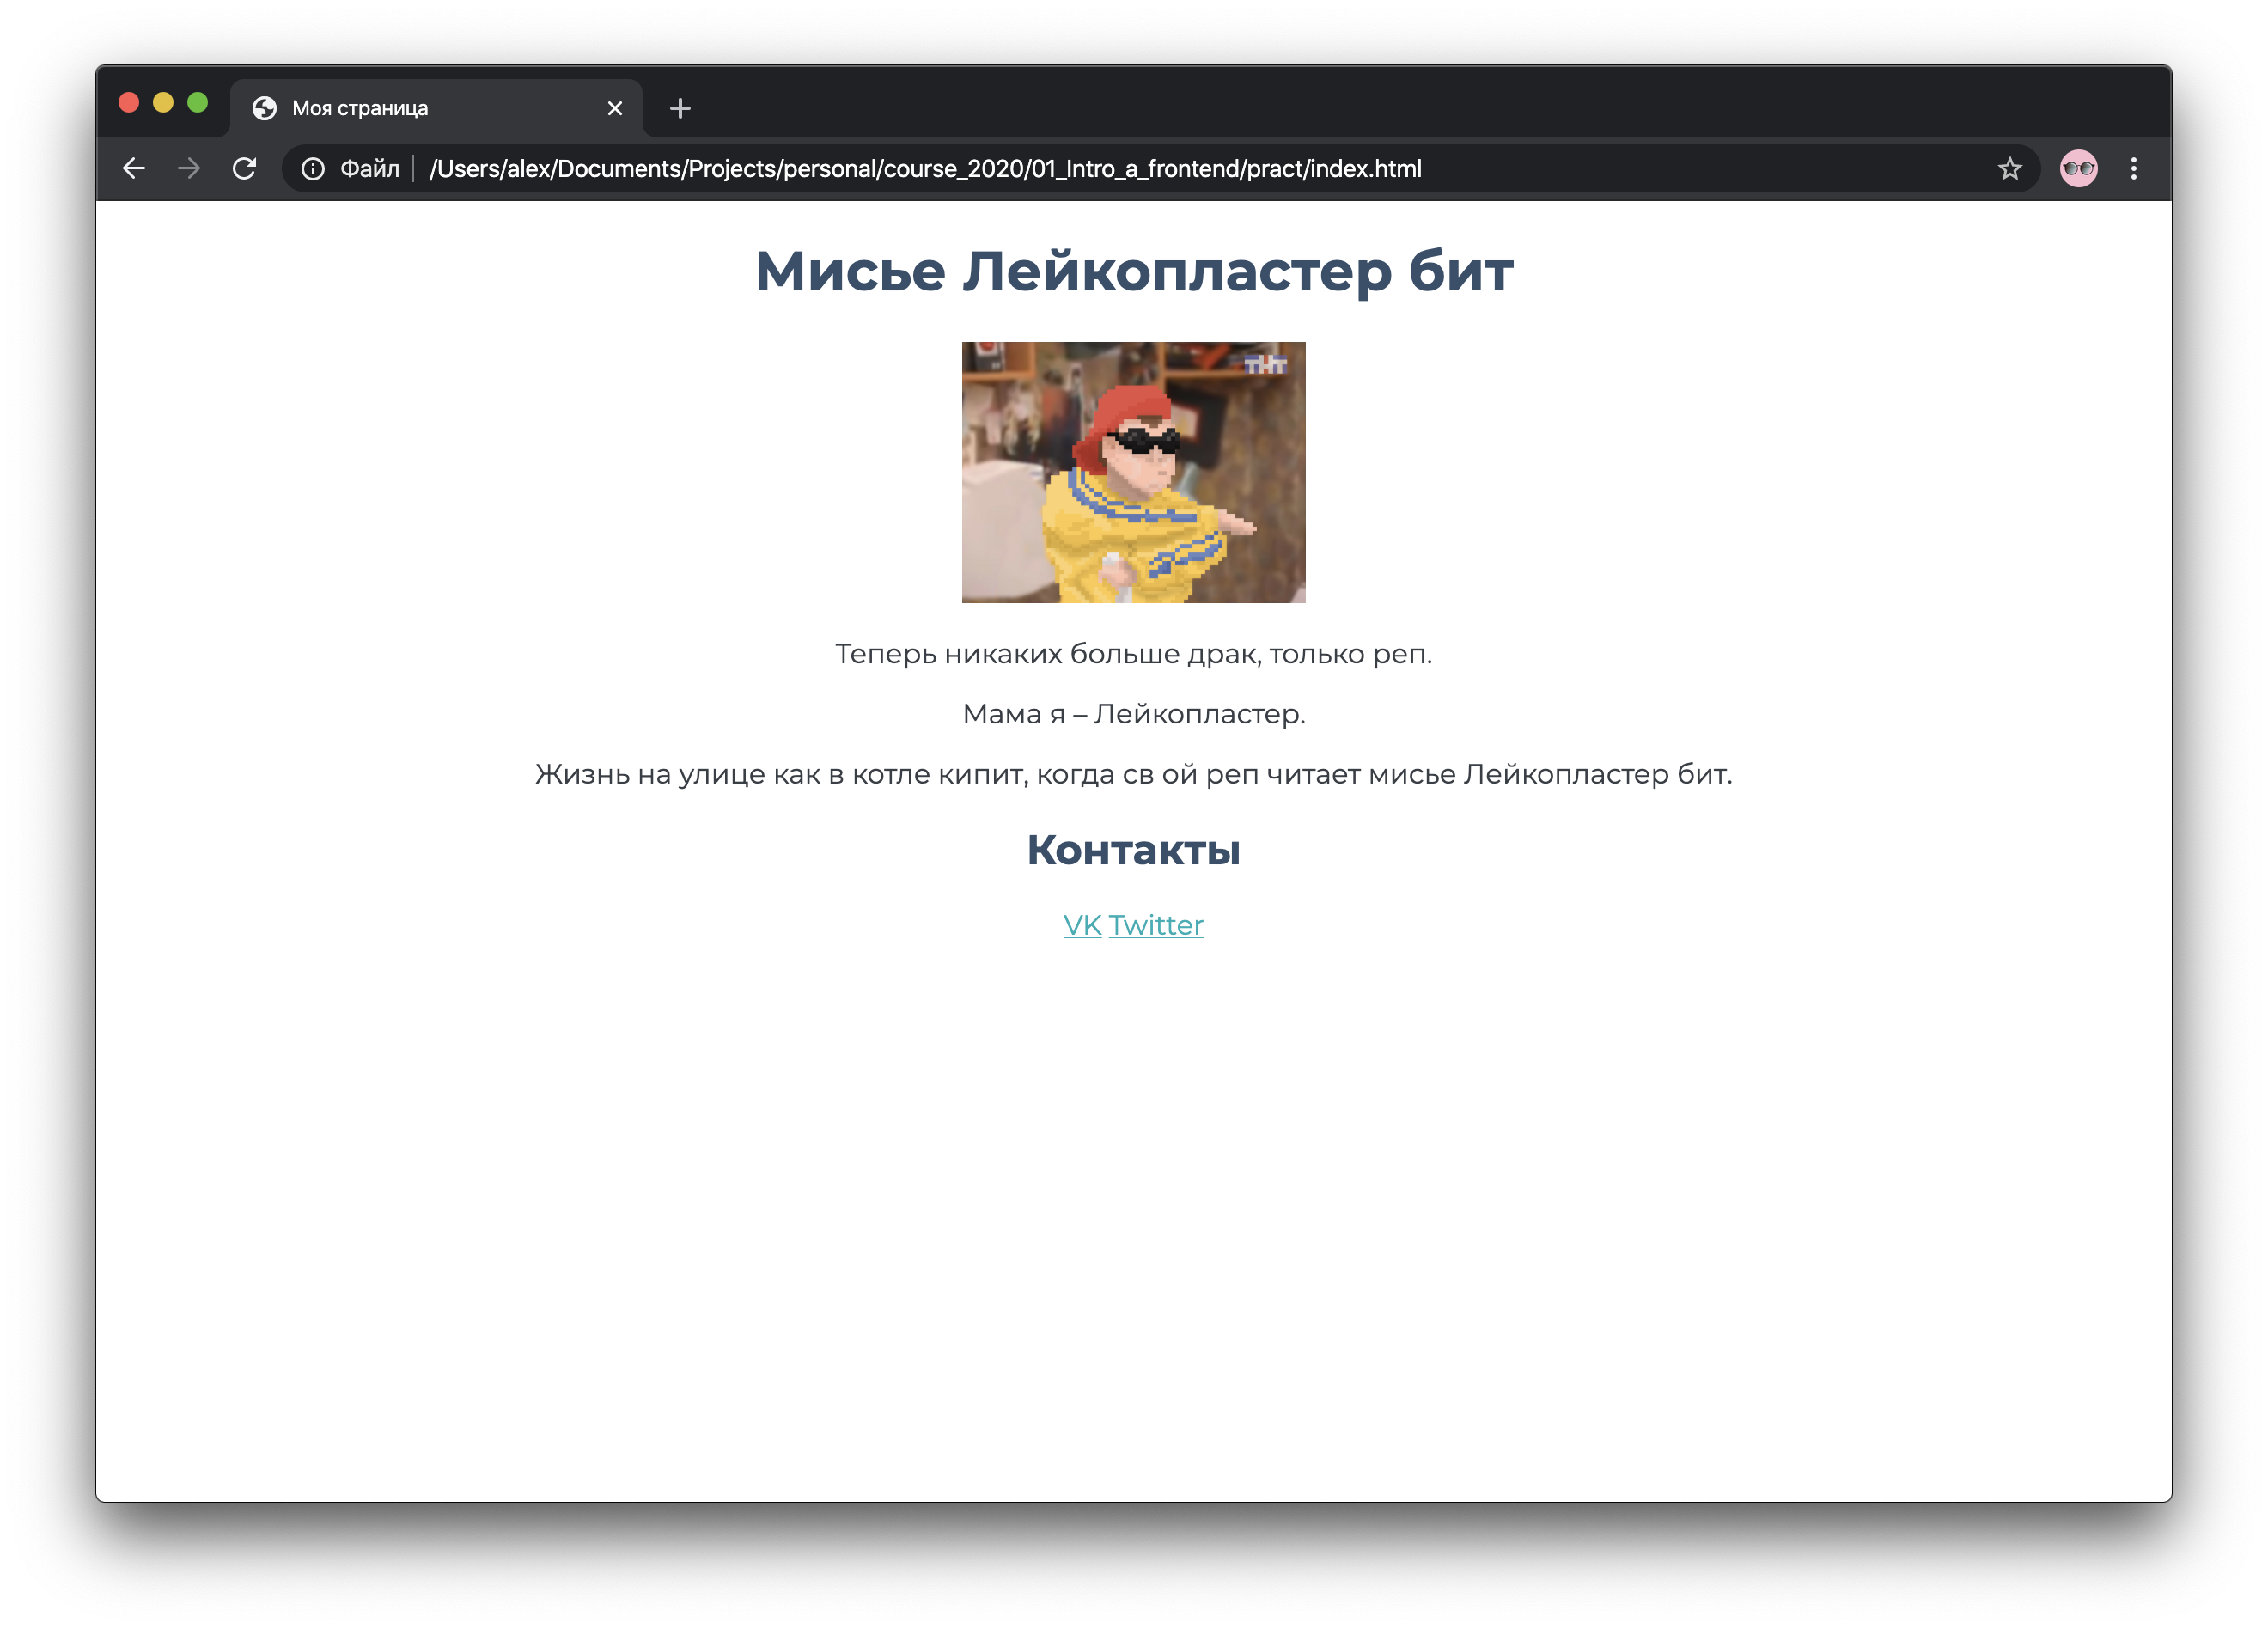 Моя страница
Файл /Users/alex/Documents/Projects/personal/course_2020/01_Intro_a_frontend/pract/index.html
Мисье Лейкопластер бит
ТНТ
Теперь никаких больше драк, только реп.
Мама я – Лейкопластер.
Жизнь на улице как в котле кипит, когда св ой реп читает мисье Лейкопластер бит.
Контакты
VK Twitter